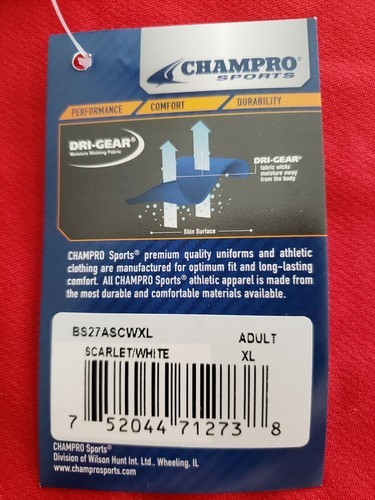 CHAMPRO®
SPORTS
PERFORMANCE COMFORT DURABILITY
DRI-GEAR®
Moisture Wicking Fabric
DRI-GEAR®
fabric wicks
moisture away
from the body
Skin Surface
CHAMPRO Sports® premium quality uniforms and athletic
clothing are manufactured for optimum fit and long-lasting
comfort. All CHAMPRO Sports® athletic apparel is made from
the most durable and comfortable materials available.
BS27ASCWXL ADULT
SCARLET/WHITE XL
7 52044 71273 8
CHAMPRO Sports®
Division of Wilson Hunt Int. Ltd., Wheeling, IL
www.champrosports.com